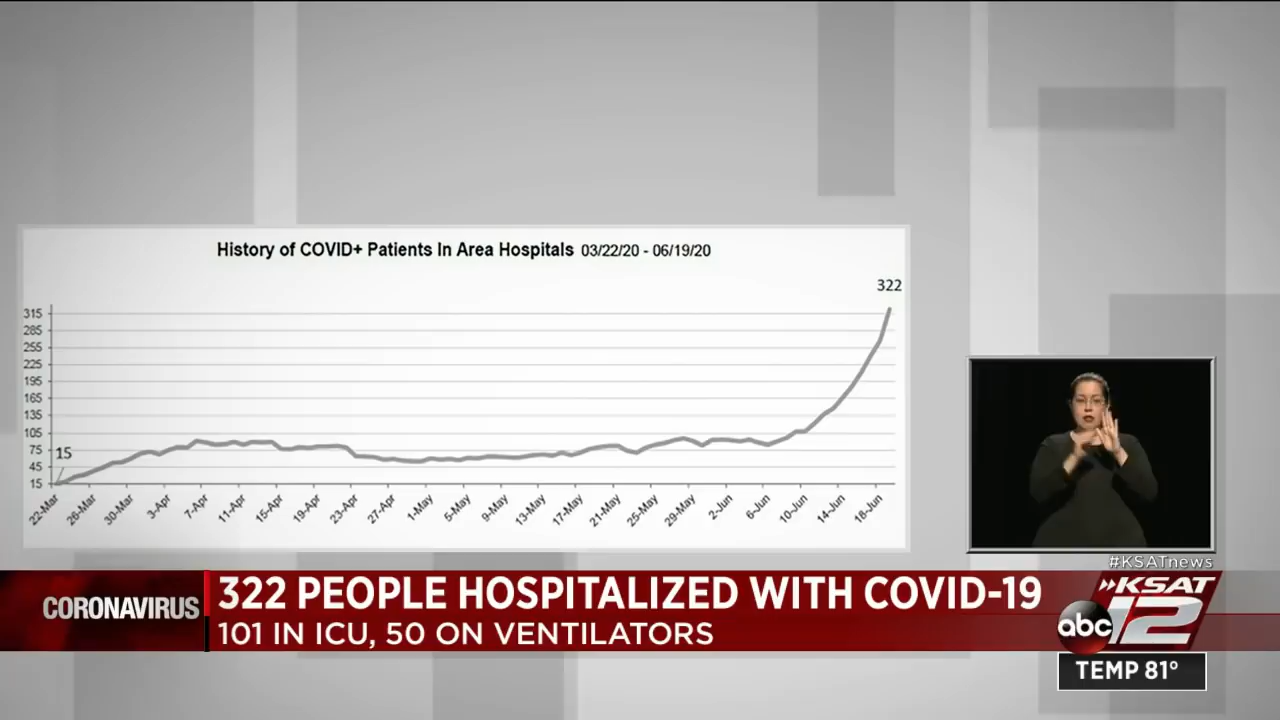 History of COVID+ Patients In Area Hospitals 03/22/20 - 06/19/20
322
315
285
255
225
195
165
135
105
75
45
15
15
22-Mar
26-Mar
30-Mar
3-Apr
7-Apr
11-Apr
15-Apr
19-Apr
23-Apr
27-Apr
1-May
5-May
9-May
13-May
17-May
21-May
25-May
29-May
2-Jun
6-Jun
10-Jun
14-Jun
18-Jun
#KSATnews
CORONAVIRUS
322 PEOPLE HOSPITALIZED WITH COVID-19
101 IN ICU, 50 ON VENTILATORS
KSAT
abc 12
TEMP 81°